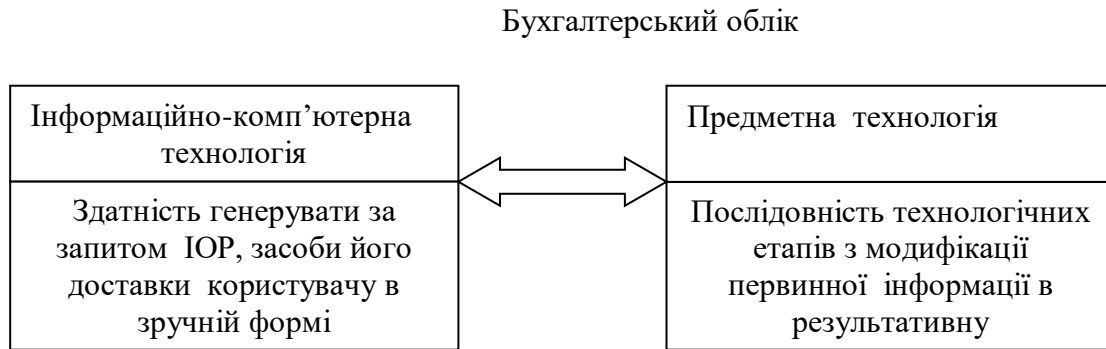 Бухгалтерський облік
Інформаційно-комп’ютерна
технологія
Здатність генерувати за
запитом ІОР, засоби його
доставки користувачу в
зручній формі
Предметна технологія
Послідовність технологічних
етапів з модифікації
первинної інформації в
результативну